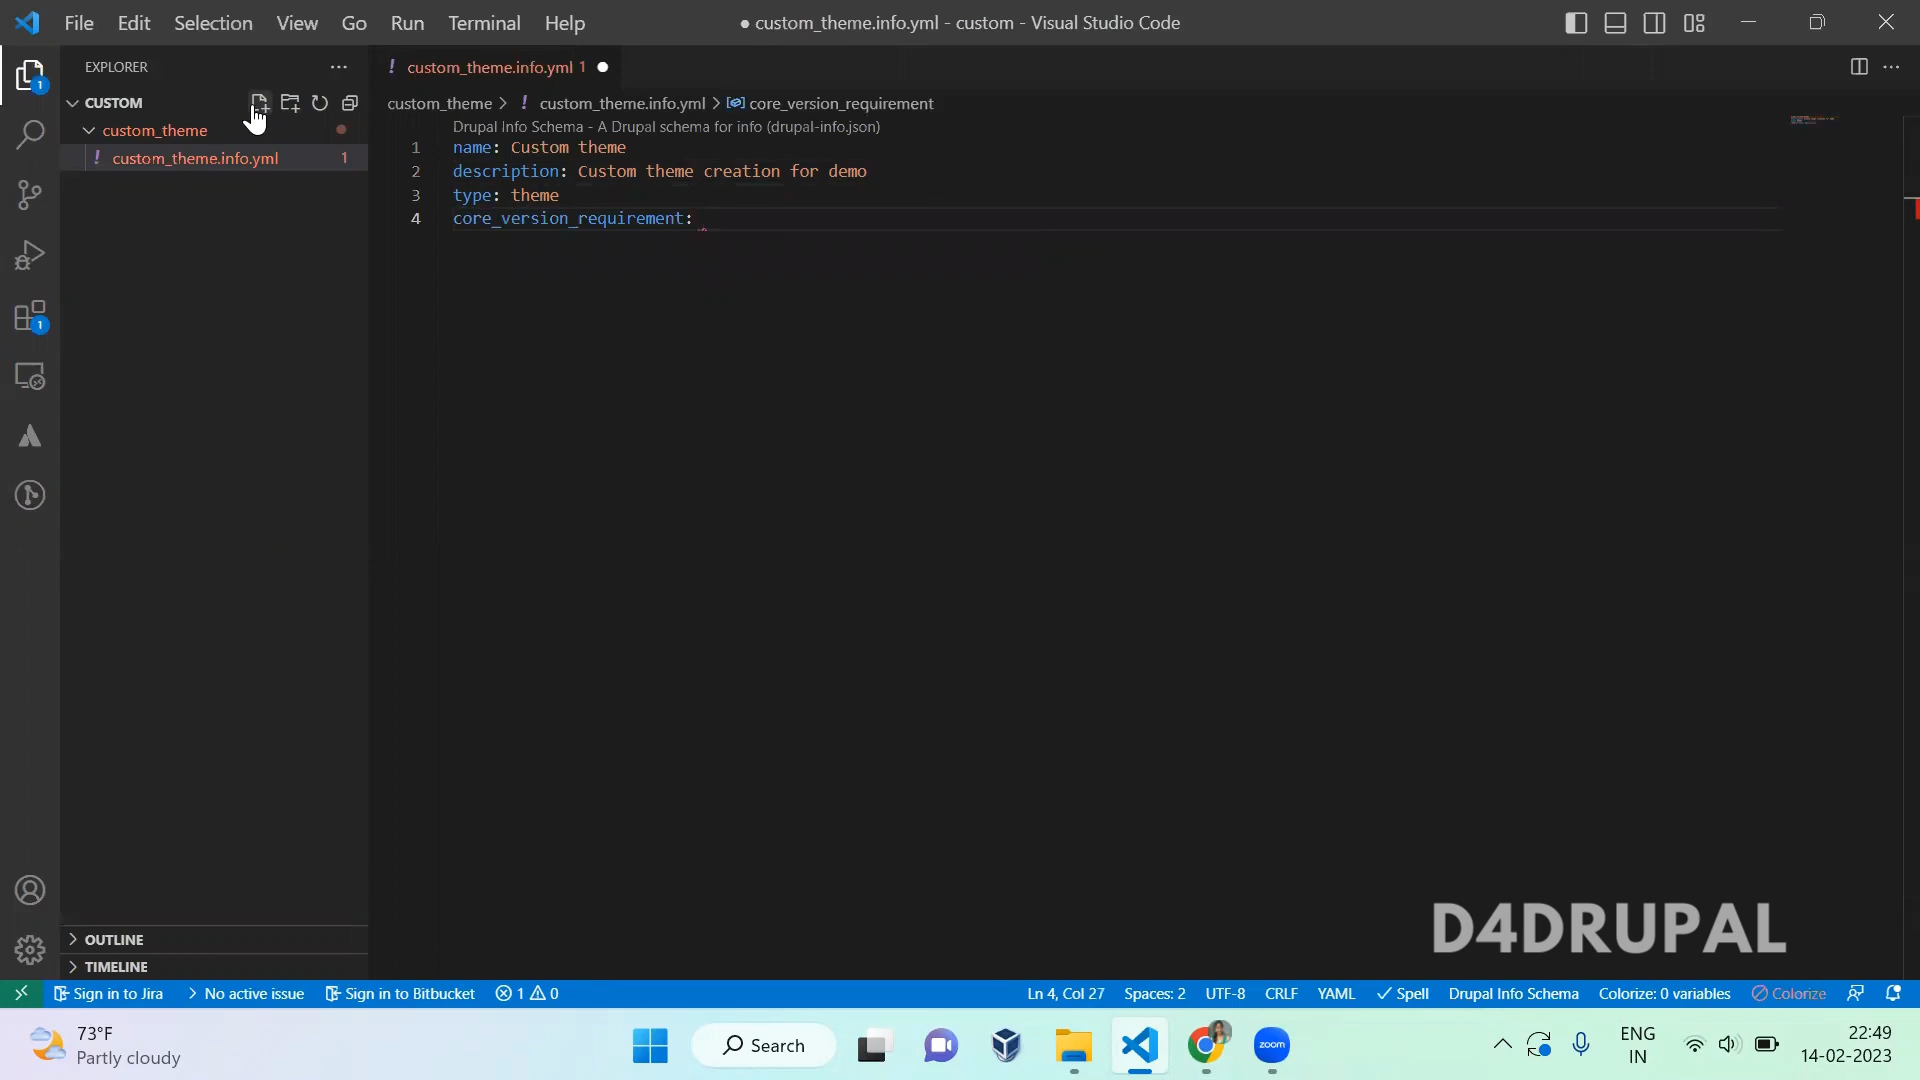 File Edit Selection View Go Run Terminal Help
● custom_theme.info.yml - custom - Visual Studio Code
EXPLORER
CUSTOM
custom_theme
! custom_theme.info.yml 1
1
1
! custom_theme.info.yml 1 ●
custom_theme > ! custom_theme.info.yml > core_version_requirement
Drupal Info Schema - A Drupal schema for info (drupal-info.json)
1 name: Custom theme
2 description: Custom theme creation for demo
3 type: theme
4 core_version_requirement:
D4DRUPAL
OUTLINE
TIMELINE
Sign in to Jira No active issue Sign in to Bitbucket 1 0 Ln 4, Col 27 Spaces: 2 UTF-8 CRLF YAML Spell Drupal Info Schema Colorize: 0 variables Colorize
73°F
Partly cloudy
Search
zoom
ENG
IN
22:49
14-02-2023